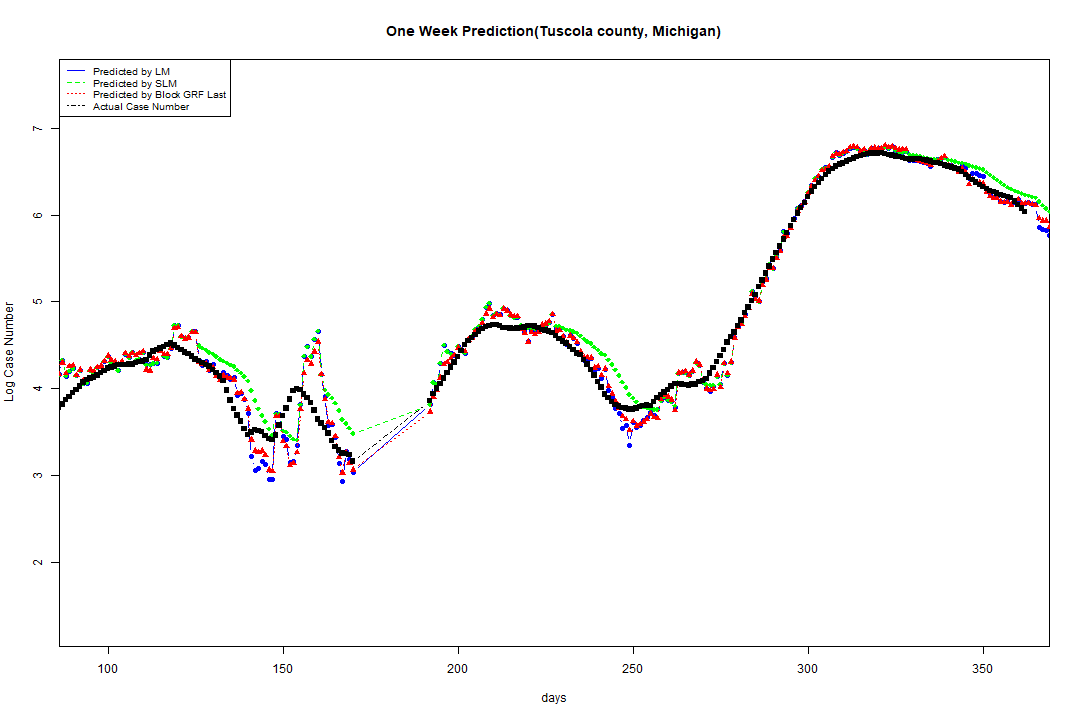 One Week Prediction(Tuscola county, Michigan)
Predicted by LM
Predicted by SLM
Predicted by Block GRF Last
Actual Case Number
7
6
5
4
3
2
Log Case Number
100 150 200 250 300 350
days